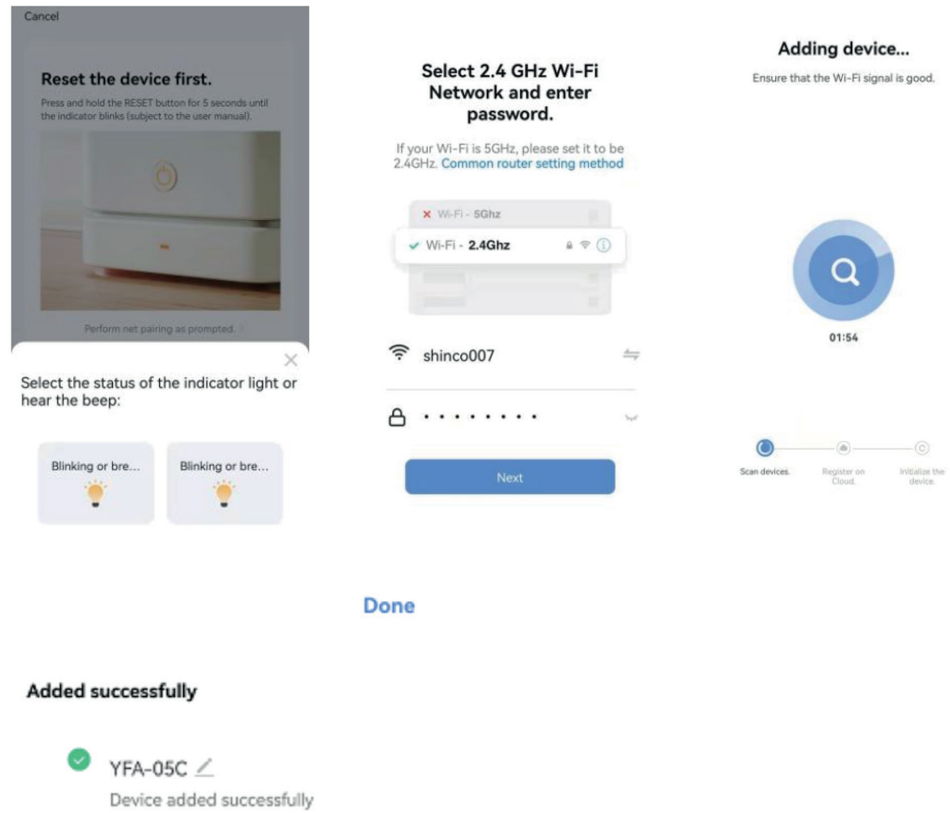 Cancel
Reset the device first.
Press and hold the RESET button for 5 seconds until
the indicator blinks (subject to the user manual).
Perform net pairing as prompted.
Select the status of the indicator light or
hear the beep:
Blinking or bre...
Blinking or bre...
Select 2.4 GHz Wi-Fi
Network and enter
password.
If your Wi-Fi is 5GHz, please set it to be
2.4GHz. Common router setting method
Wi-Fi - 5Ghz
Wi-Fi - 2.4Ghz
shinco007
Next
Adding device...
Ensure that the Wi-Fi signal is good.
01:54
Scan devices.
Register on
Cloud.
Initialize the
device.
Done
Added successfully
YFA-05C
Device added successfully